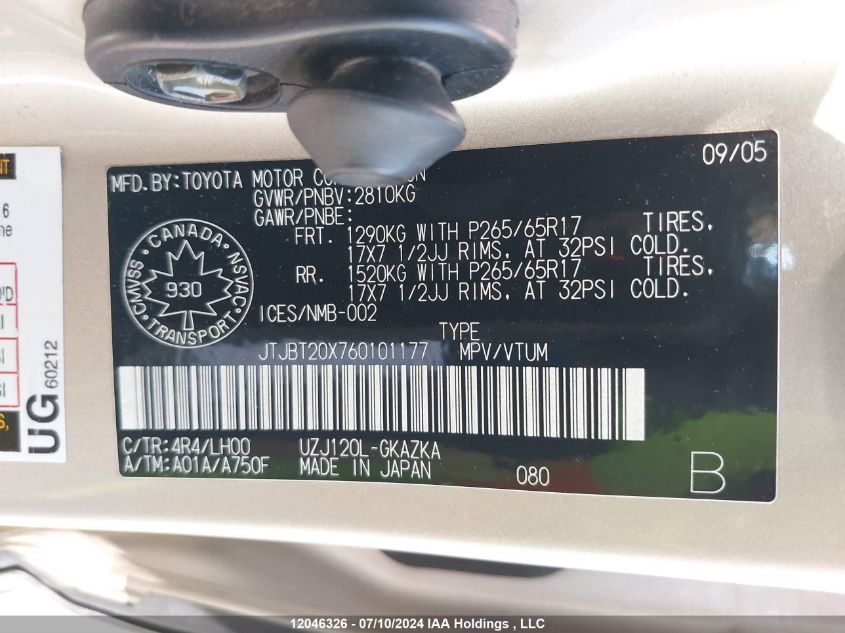 09/05
MFD. BY: TOYOTA MOTOR
GVWR/PNBV: 2810KG
GAWR/PNBE:
FRT. 1290KG WITH P265/65R17 TIRES,
17X7 1/2JJ RIMS, AT 32PSI COLD.
RR. 1520KG WITH P265/65R17 TIRES,
17X7 1/2JJ RIMS, AT 32PSI COLD.
CANADA
CMVSS NSVAC
930
TRANSPORT
ICES/NMB-002
TYPE
JTJBT20X760101177 MPV/VTUM
C/TR: 4R4/LH00 UZJ120L-GKAZKA
A/TM: A01A/A750F MADE IN JAPAN 080 B
NT
6
ne
UG 60212
12046326 - 07/10/2024 IAA Holdings , LLC